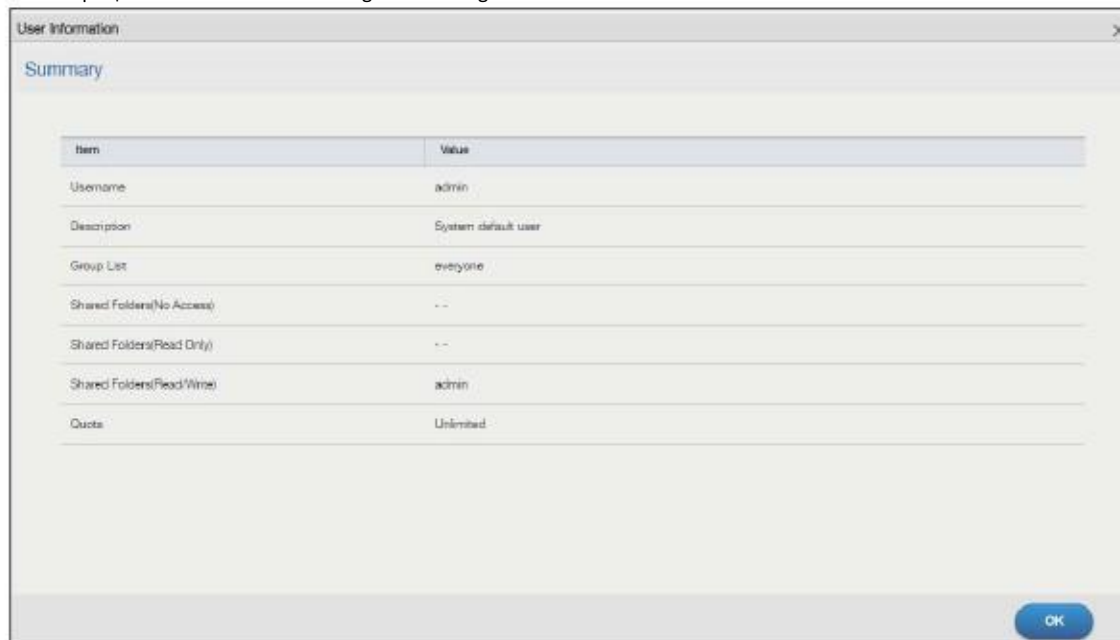 User Information
Summary
Item Value
Username admin
Description System default user
Group List everyone
Shared Folders(No Access) - -
Shared Folders(Read Only) - -
Shared Folders(Read/Write) admin
Quota Unlimited
OK